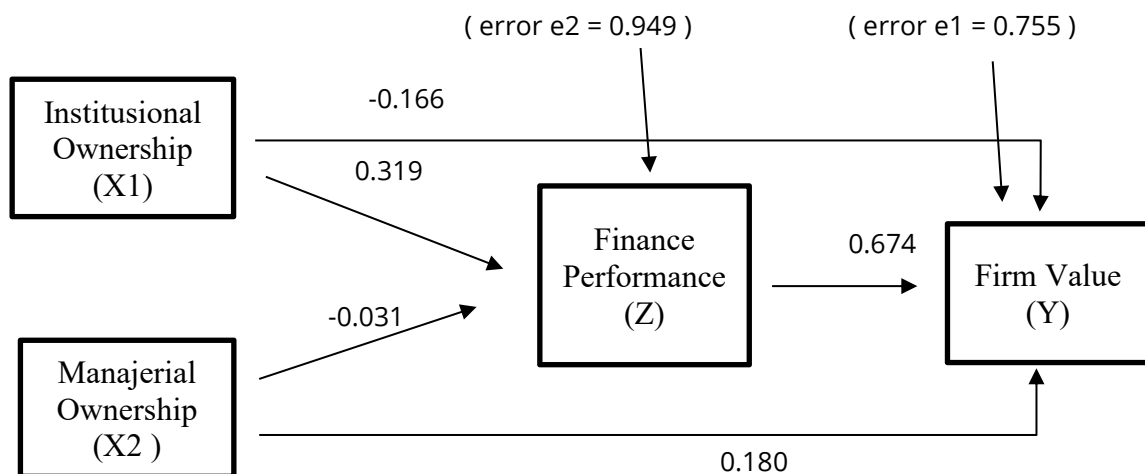 ( error e2 = 0.949 )
( error e1 = 0.755 )
Institusional
Ownership
(X1)
-0.166
0.319
Finance
Performance
(Z)
0.674
Firm Value
(Y)
-0.031
Manajerial
Ownership
(X2 )
0.180